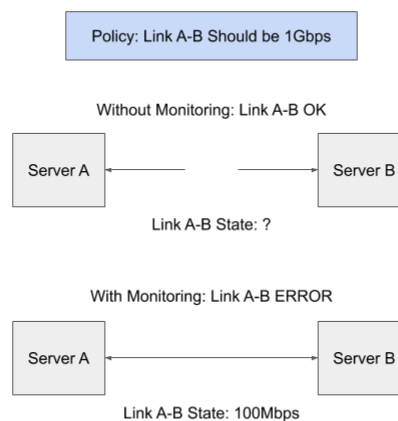 Policy: Link A-B Should be 1Gbps
Without Monitoring: Link A-B OK
Server A
Server B
Link A-B State: ?
With Monitoring: Link A-B ERROR
Server A
Server B
Link A-B State: 100Mbps